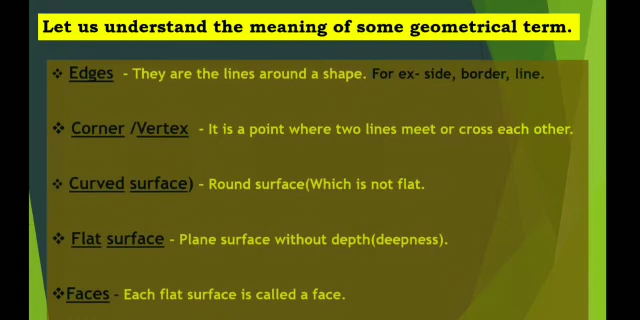 Let us understand the meaning of some geometrical term.
❖ Edges - They are the lines around a shape. For ex- side, border, line.
❖ Corner /Vertex - It is a point where two lines meet or cross each other.
❖ Curved surface) - Round surface(Which is not flat.
❖ Flat surface - Plane surface without depth(deepness).
❖Faces - Each flat surface is called a face.